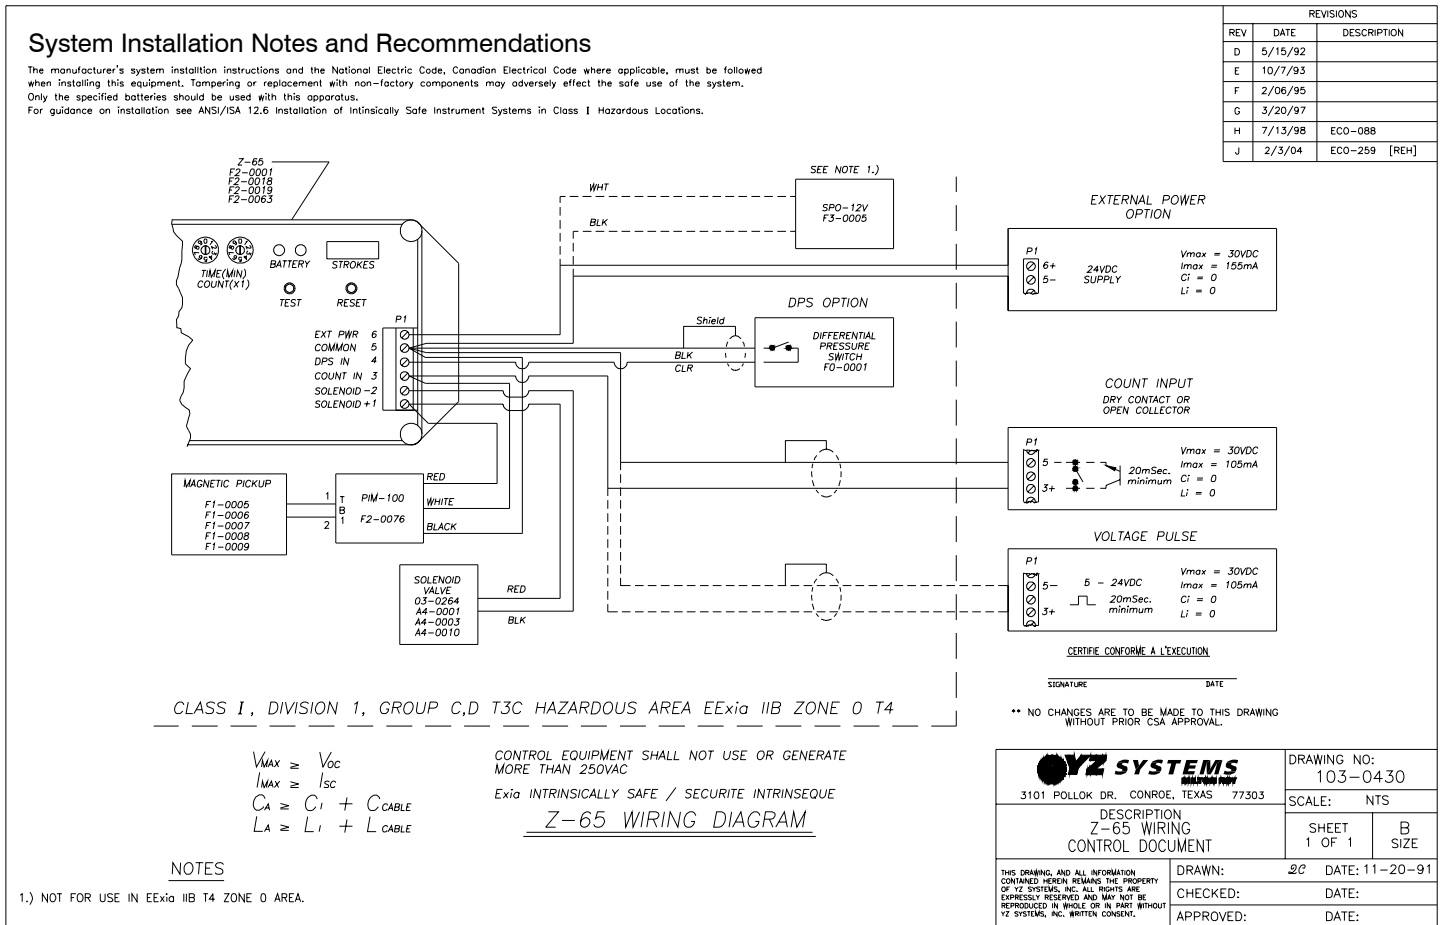 System Installation Notes and Recommendations
The manufacturer's system installtion instructions and the National Electric Code, Canadian Electrical Code where applicable, must be followed
when installing this equipment. Tampering or replacement with non-factory components may adversely effect the safe use of the system.
Only the specified batteries should be used with this apparatus.
For guidance on installation see ANSI/ISA 12.6 Installation of Intinsically Safe Instrument Systems in Class I Hazardous Locations.
REVISIONS
REV DATE DESCRIPTION
D 5/15/92
E 10/7/93
F 2/06/95
G 3/20/97
H 7/13/98 ECO-088
J 2/3/04 ECO-259 [REH]
Z-65
F2-0001
F2-0018
F2-0019
F2-0063
TIME(MIN)
COUNT(X1)
BATTERY
STROKES
TEST
RESET
P1
EXT PWR 6
COMMON 5
DPS IN 4
COUNT IN 3
SOLENOID -2
SOLENOID +1
WHT
BLK
SEE NOTE 1.)
SPO-12V
F3-0005
DPS OPTION
Shield
BLK
CLR
DIFFERENTIAL
PRESSURE
SWITCH
F0-0001
EXTERNAL POWER
OPTION
P1
6+
5-
24VDC
SUPPLY
Vmax = 30VDC
Imax = 155mA
Ci = 0
Li = 0
COUNT INPUT
DRY CONTACT OR
OPEN COLLECTOR
P1
5
3+
20mSec.
minimum
Vmax = 30VDC
Imax = 105mA
Ci = 0
Li = 0
VOLTAGE PULSE
P1
5-
3+
5 - 24VDC
20mSec.
minimum
Vmax = 30VDC
Imax = 105mA
Ci = 0
Li = 0
MAGNETIC PICKUP
F1-0005
F1-0006
F1-0007
F1-0008
F1-0009
1
2
T
B
1
PIM-100
F2-0076
RED
WHITE
BLACK
SOLENOID
VALVE
03-0264
A4-0001
A4-0003
A4-0010
RED
BLK
CERTIFIE CONFORME A L'EXECUTION
SIGNATURE DATE
** NO CHANGES ARE TO BE MADE TO THIS DRAWING
WITHOUT PRIOR CSA APPROVAL.
CLASS I, DIVISION 1, GROUP C,D T3C HAZARDOUS AREA EExia IIB ZONE 0 T4
VMAX ≥ VOC
IMAX ≥ ISC
CA ≥ CI + CCABLE
LA ≥ LI + LCABLE
CONTROL EQUIPMENT SHALL NOT USE OR GENERATE
MORE THAN 250VAC
Exia INTRINSICALLY SAFE / SECURITE INTRINSEQUE
Z-65 WIRING DIAGRAM
NOTES
1.) NOT FOR USE IN EExia IIB T4 ZONE 0 AREA.
YZ SYSTEMS
3101 POLLOK DR. CONROE, TEXAS 77303
DRAWING NO:
103-0430
SCALE: NTS
DESCRIPTION
Z-65 WIRING
CONTROL DOCUMENT
SHEET
1 OF 1
B
SIZE
THIS DRAWING, AND ALL INFORMATION
CONTAINED HEREIN REMAINS THE PROPERTY
OF YZ SYSTEMS, INC. ALL RIGHTS ARE
EXPRESSLY RESERVED AND MAY NOT BE
REPRODUCED IN WHOLE OR IN PART WITHOUT
YZ SYSTEMS, INC. WRITTEN CONSENT.
DRAWN: DATE: 11-20-91
CHECKED: DATE:
APPROVED: DATE: